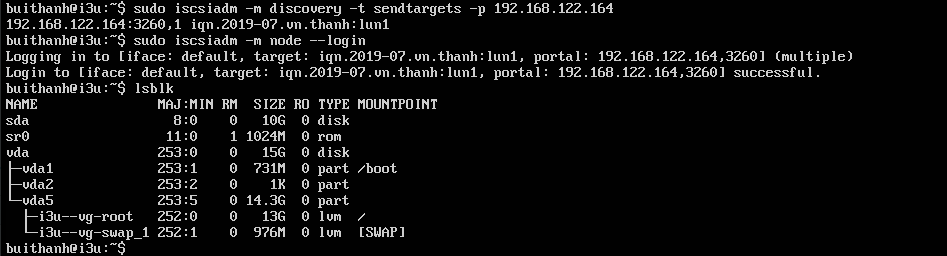 buithanh@i3u:~$ sudo iscsiadm -m discovery -t sendtargets -p 192.168.122.164
192.168.122.164:3260,1 iqn.2019-07.vn.thanh:lun1
buithanh@i3u:~$ sudo iscsiadm -m node --login
Logging in to [iface: default, target: iqn.2019-07.vn.thanh:lun1, portal: 192.168.122.164,3260] (multiple)
Login to [iface: default, target: iqn.2019-07.vn.thanh:lun1, portal: 192.168.122.164,3260] successful.
buithanh@i3u:~$ lsblk
NAME                MAJ:MIN RM  SIZE RO TYPE MOUNTPOINT
sda                   8:0    0   10G  0 disk
sr0                  11:0    1 1024M  0 rom
vda                 253:0    0   15G  0 disk
├─vda1              253:1    0  731M  0 part /boot
├─vda2              253:2    0    1K  0 part
└─vda5              253:5    0 14.3G  0 part
  ├─i3u--vg-root    252:0    0   13G  0 lvm  /
  └─i3u--vg-swap_1  252:1    0  976M  0 lvm  [SWAP]
buithanh@i3u:~$